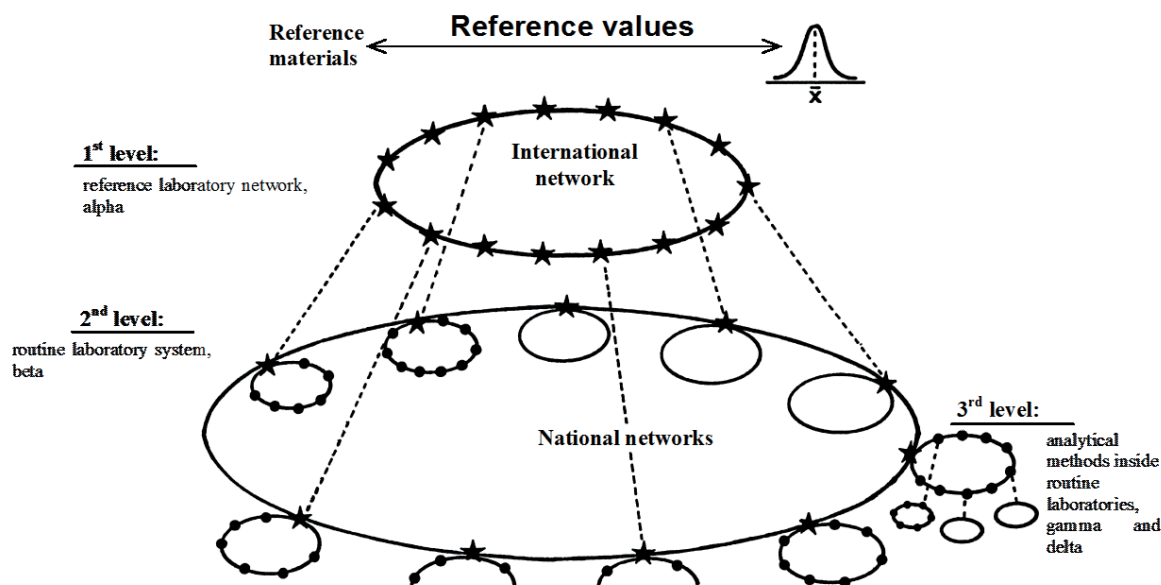 Reference values
Reference
materials
x̄
1st level:
reference laboratory network,
alpha
International
network
2nd level:
routine laboratory system,
beta
National networks
3rd level:
analytical
methods inside
routine
laboratories,
gamma and
delta